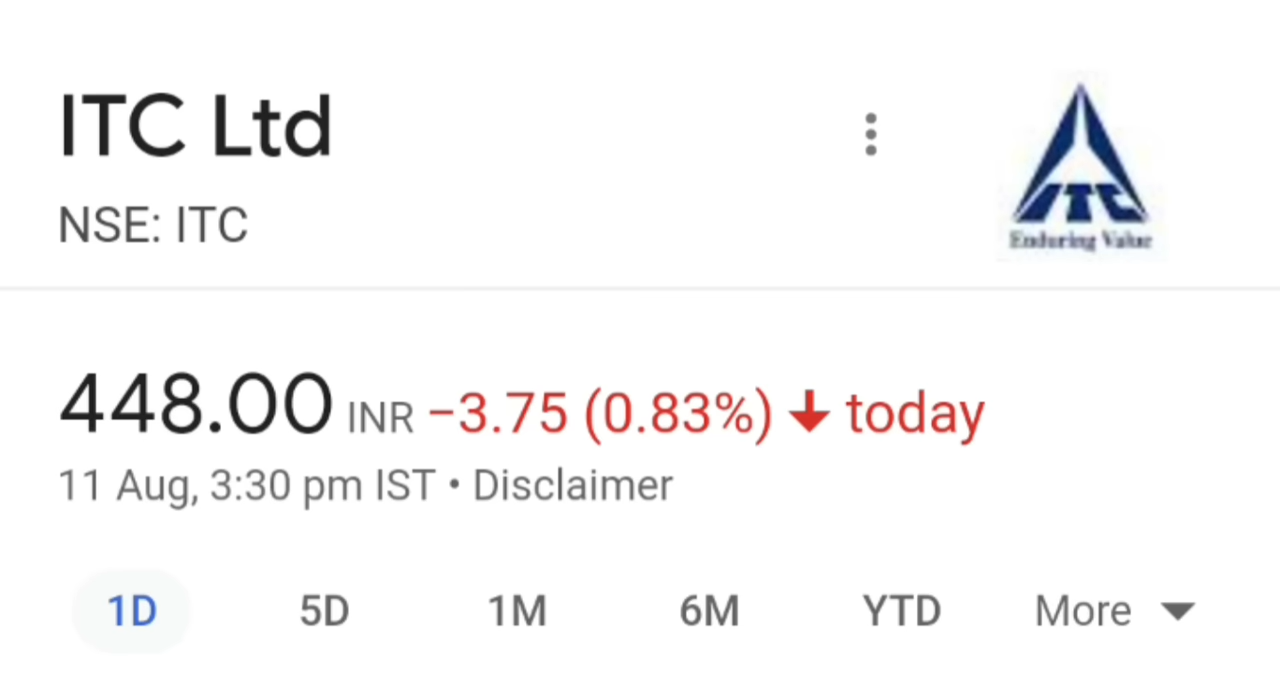 ITC Ltd
NSE: ITC
ITC
Enduring Value
448.00 INR −3.75 (0.83%) ↓ today
11 Aug, 3:30 pm IST • Disclaimer
1D 5D 1M 6M YTD More